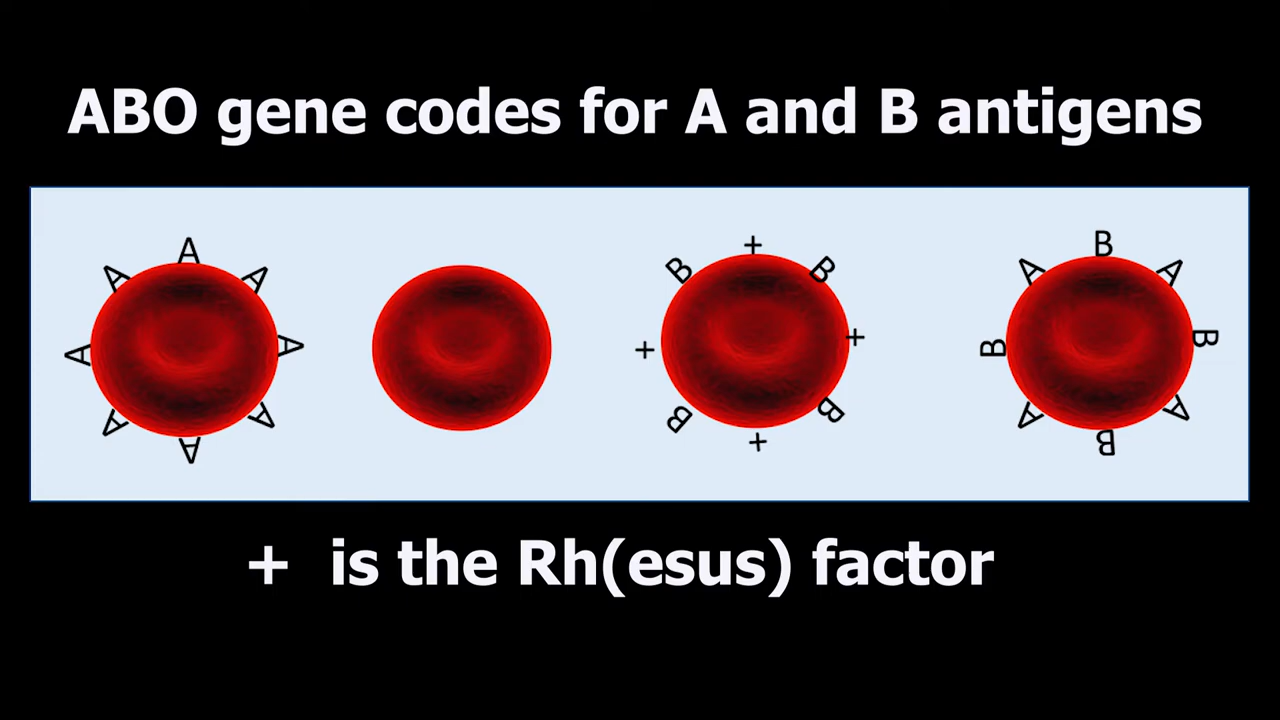 ABO gene codes for A and B antigens
A A A A A A A A
+ B B + + B B +
B A A B B A A B
+ is the Rh(esus) factor